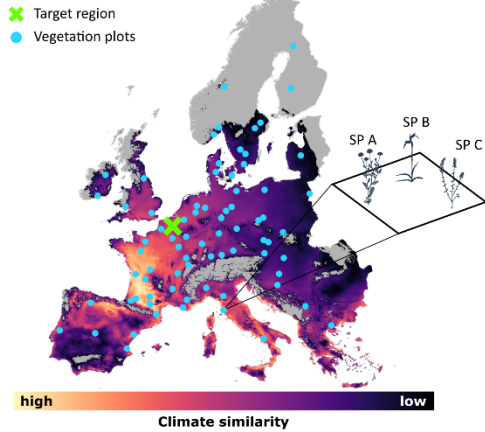 Target region
Vegetation plots
SP A
SP B
SP C
high
low
Climate similarity